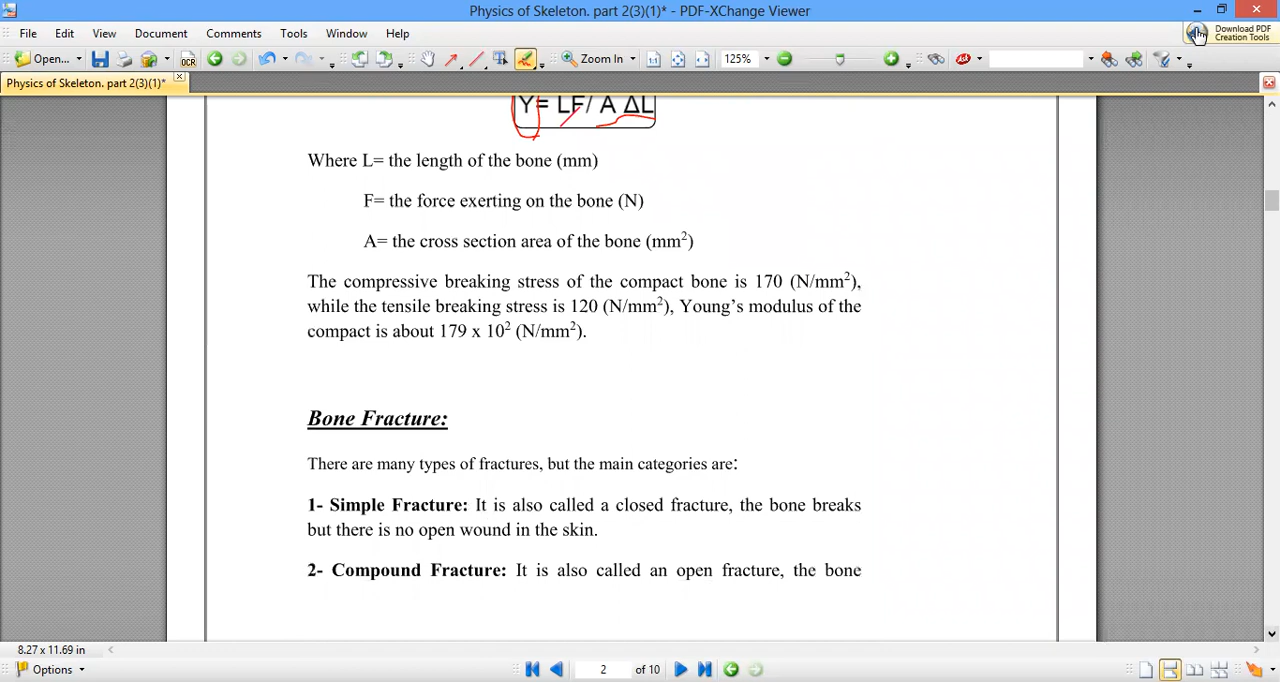 Physics of Skeleton. part 2(3)(1)* - PDF-XChange Viewer
File Edit View Document Comments Tools Window Help
Download PDF
Creation Tools
Open... OCR Zoom In 125%
Physics of Skeleton. part 2(3)(1)*
Y= LF/ A ΔL
Where L= the length of the bone (mm)
F= the force exerting on the bone (N)
A= the cross section area of the bone (mm²)
The compressive breaking stress of the compact bone is 170 (N/mm²),
while the tensile breaking stress is 120 (N/mm²), Young’s modulus of the
compact is about 179 x 10² (N/mm²).
Bone Fracture:
There are many types of fractures, but the main categories are:
1- Simple Fracture: It is also called a closed fracture, the bone breaks
but there is no open wound in the skin.
2- Compound Fracture: It is also called an open fracture, the bone
8.27 x 11.69 in
Options 2 of 10